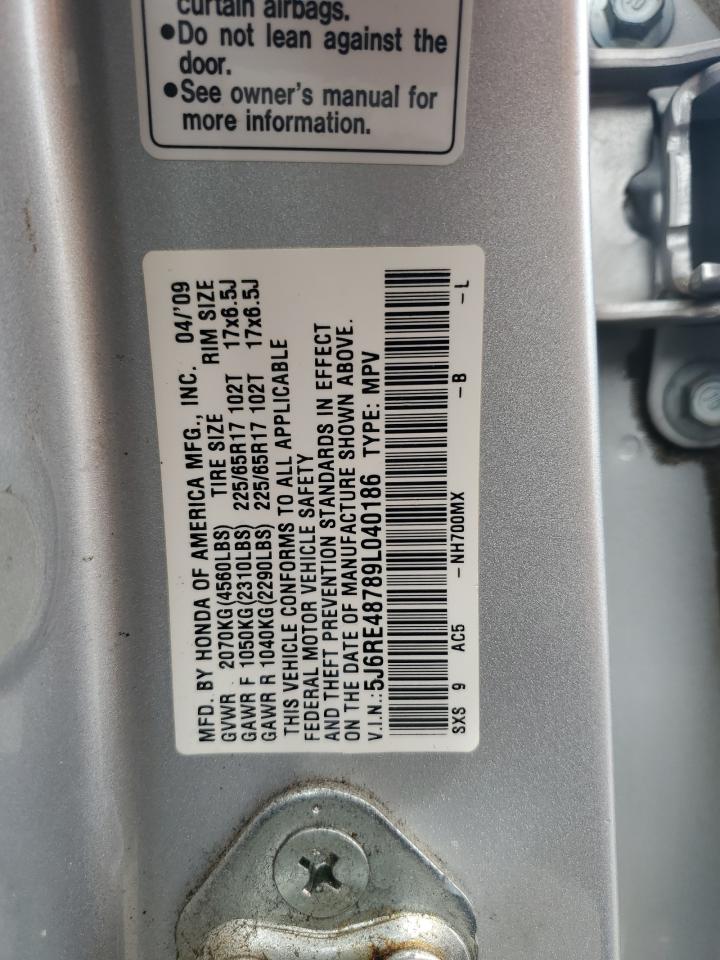 curtain airbags.
●Do not lean against the
door.
●See owner's manual for
more information.
MFD. BY HONDA OF AMERICA MFG., INC. 04/'09
GVWR 2070KG(4560LBS) TIRE SIZE RIM SIZE
GAWR F 1050KG(2310LBS) 225/65R17 102T 17x6.5J
GAWR R 1040KG(2290LBS) 225/65R17 102T 17x6.5J
THIS VEHICLE CONFORMS TO ALL APPLICABLE
FEDERAL MOTOR VEHICLE SAFETY
AND THEFT PREVENTION STANDARDS IN EFFECT
ON THE DATE OF MANUFACTURE SHOWN ABOVE.
V.I.N.:5J6RE48789L040186 TYPE: MPV
SXS 9 AC5 -NH700MX -B -L